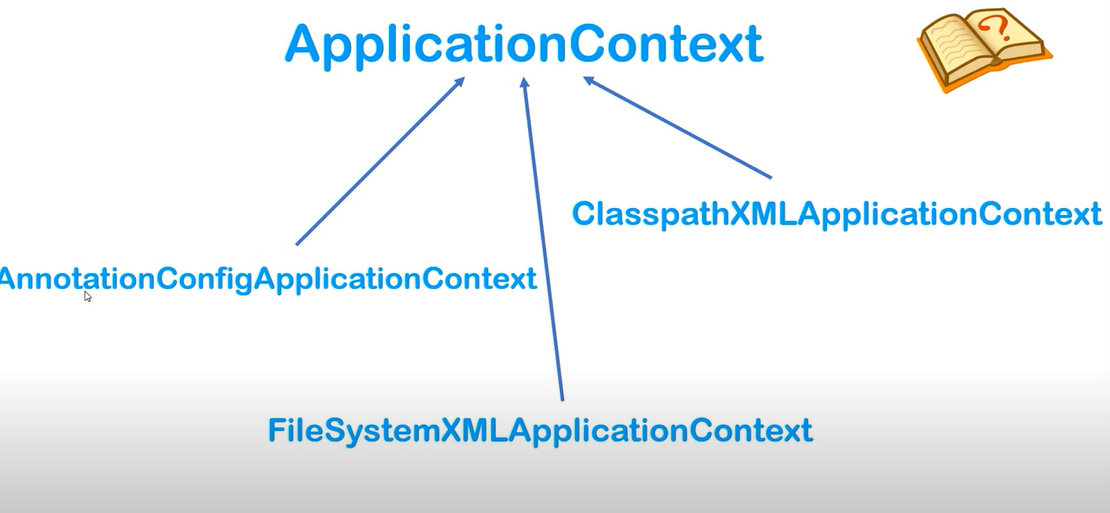 ApplicationContext
ClasspathXMLApplicationContext
AnnotationConfigApplicationContext
FileSystemXMLApplicationContext